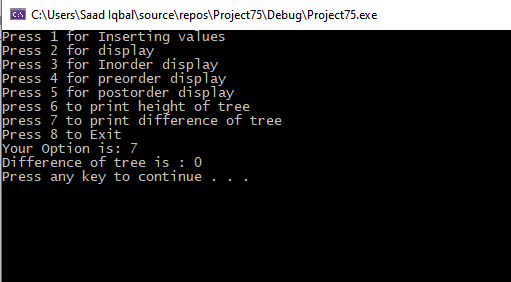 C:\Users\Saad Iqbal\source\repos\Project75\Debug\Project75.exe
Press 1 for Inserting values
Press 2 for display
Press 3 for Inorder display
Press 4 for preorder display
Press 5 for postorder display
press 6 to print height of tree
press 7 to print difference of tree
Press 8 to Exit
Your Option is: 7
Difference of tree is : 0
Press any key to continue . . .